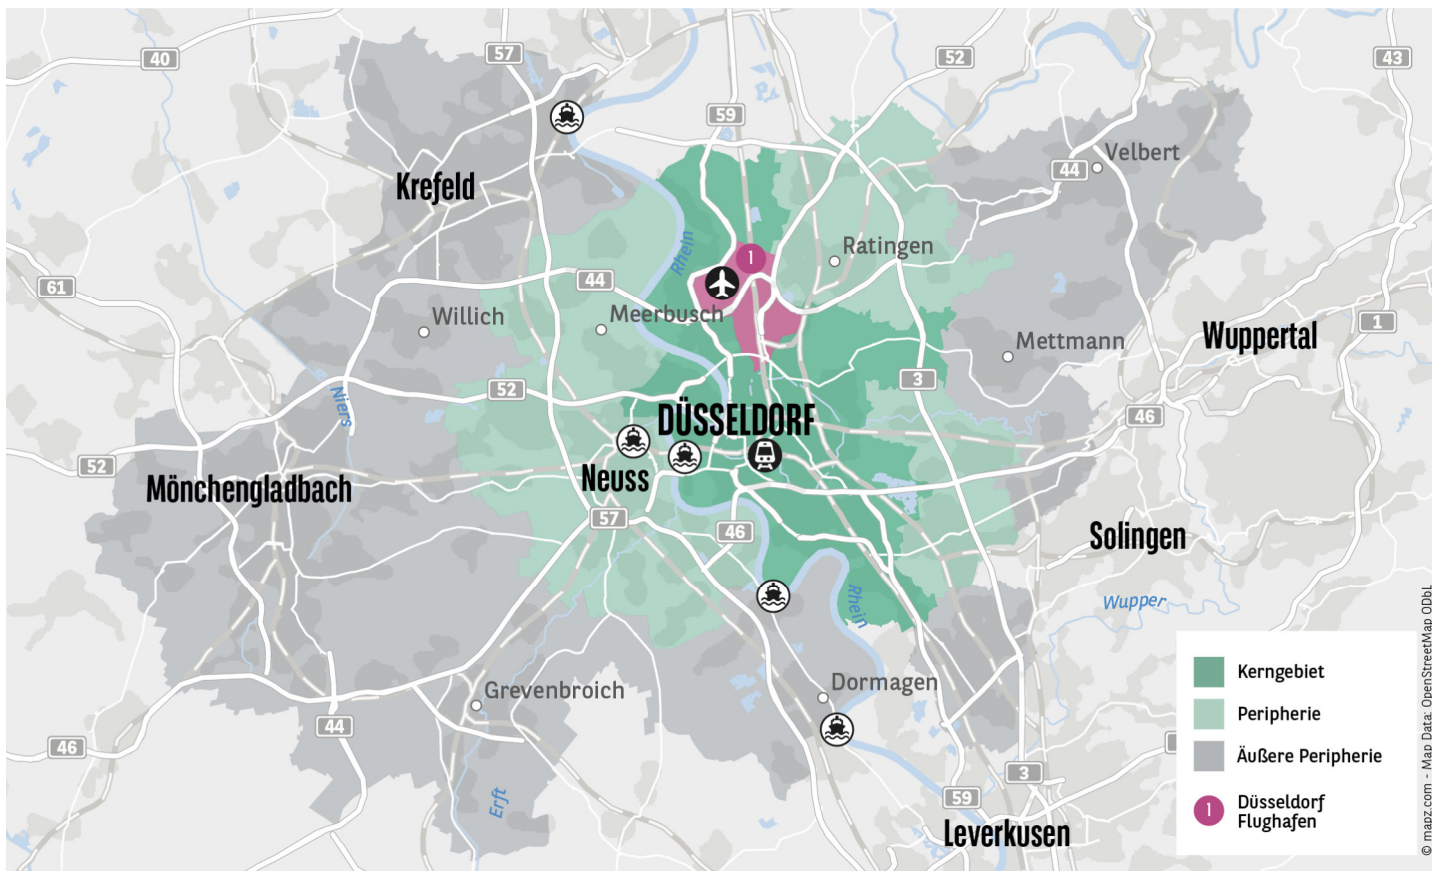 40
57
52
43
59
Velbert
44
Krefeld
Rhein
1
Ratingen
61
44
Willich
Meerbusch
1
Mettmann
Wuppertal
3
52
Niers
46
DÜSSELDORF
52
Neuss
Mönchengladbach
57
46
Solingen
Rhein
Wupper
Dormagen
Grevenbroich
44
46
Erft
3
59
Leverkusen
Kerngebiet
Peripherie
Äußere Peripherie
1
Düsseldorf
Flughafen
© mapz.com - Map Data: OpenStreetMap ODbL